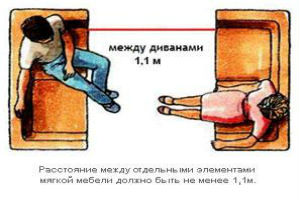 между диванами
1,1 м
Расстояние между отдельными элементами
мягкой мебели должно быть не менее 1,1м.